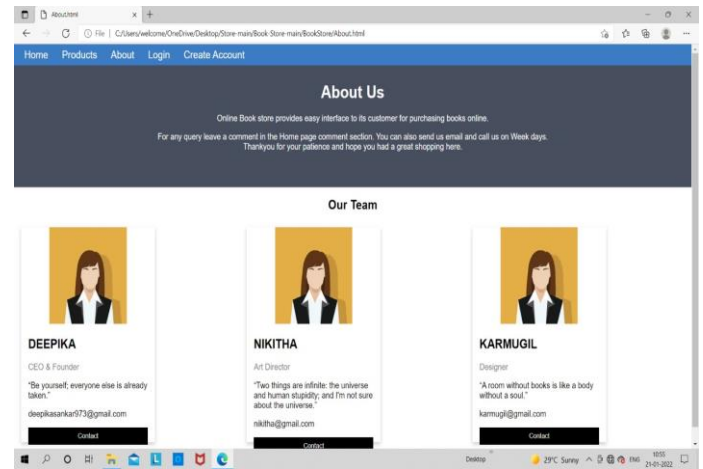 About.html
File | C:/Users/welcome/OneDrive/Desktop/Store-main/Book-Store-main/BookStore/About.html
Home Products About Login Create Account
About Us
Online Book store provides easy interface to its customer for purchasing books online.
For any query leave a comment in the Home page comment section. You can also send us email and call us on Week days.
Thankyou for your patience and hope you had a great shopping here.
Our Team
DEEPIKA
CEO & Founder
"Be yourself; everyone else is already
taken."
deepikasankar973@gmail.com
Contact
NIKITHA
Art Director
"Two things are infinite: the universe
and human stupidity; and I'm not sure
about the universe."
nikitha@gmail.com
Contact
KARMUGIL
Designer
"A room without books is like a body
without a soul."
karmugil@gmail.com
Contact
Desktop
29°C Sunny
ENG
10:55
21-01-2022